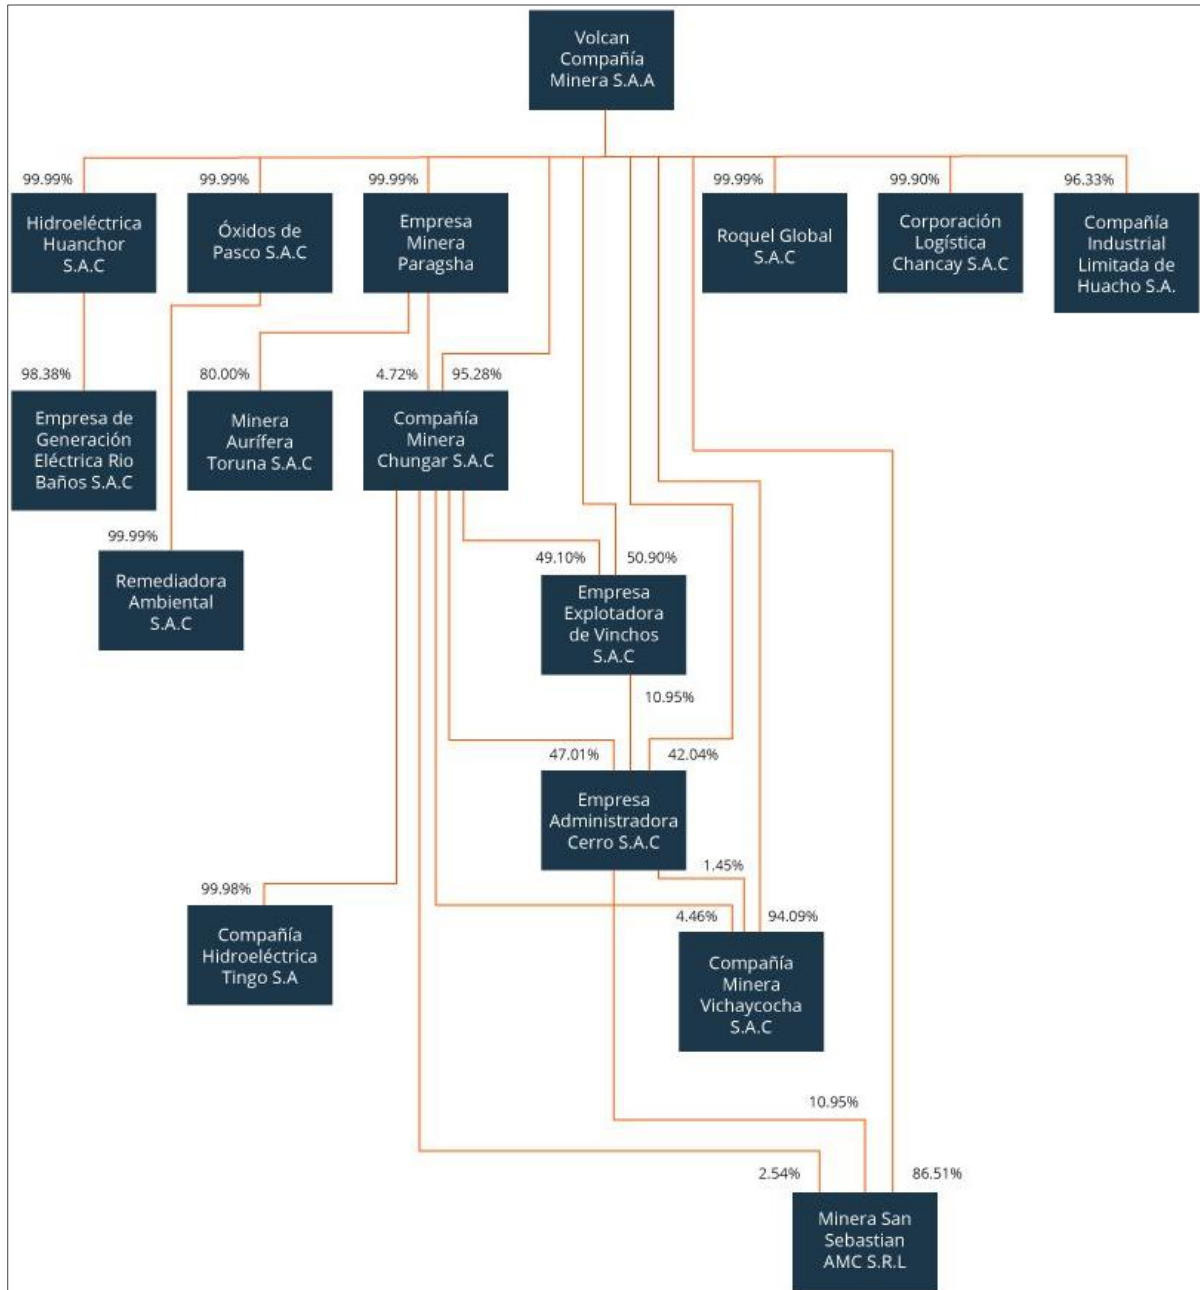 Volcan
Compañía
Minera S.A.A
99.99%
99.99%
99.99%
99.99%
99.90%
96.33%
Hidroeléctrica
Huanchor
S.A.C
Óxidos de
Pasco S.A.C
Empresa
Minera
Paragsha
Roquel Global
S.A.C
Corporación
Logística
Chancay S.A.C
Compañía
Industrial
Limitada de
Huacho S.A.
98.38%
80.00%
4.72%
95.28%
Empresa de
Generación
Eléctrica Rio
Baños S.A.C
Minera
Aurífera
Toruna S.A.C
Compañía
Minera
Chungar S.A.C
99.99%
Remediadora
Ambiental
S.A.C
49.10%
50.90%
Empresa
Explotadora
de Vinchos
S.A.C
10.95%
47.01%
42.04%
Empresa
Administradora
Cerro S.A.C
1.45%
99.98%
4.46%
94.09%
Compañía
Hidroeléctrica
Tingo S.A
Compañía
Minera
Vichaycocha
S.A.C
10.95%
2.54%
86.51%
Minera San
Sebastian
AMC S.R.L